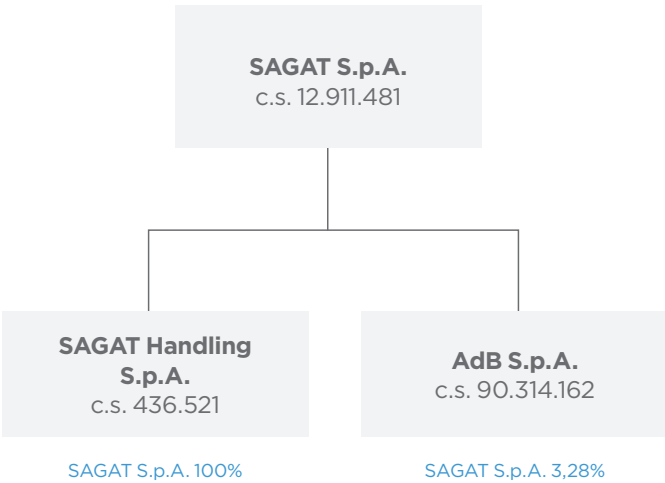 SAGAT S.p.A.
c.s. 12.911.481
SAGAT Handling
S.p.A.
c.s. 436.521
SAGAT S.p.A. 100%
AdB S.p.A.
c.s. 90.314.162
SAGAT S.p.A. 3,28%